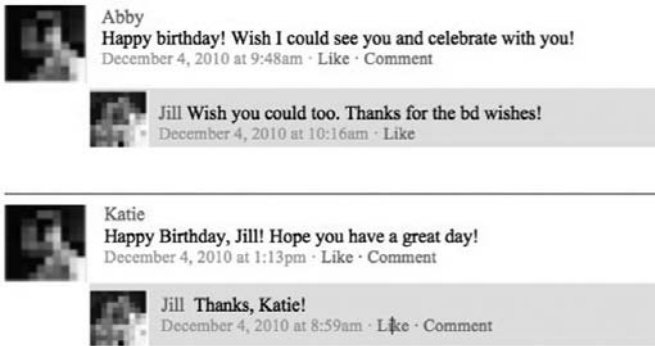 Abby
Happy birthday! Wish I could see you and celebrate with you!
December 4, 2010 at 9:48am · Like · Comment
Jill Wish you could too. Thanks for the bd wishes!
December 4, 2010 at 10:16am · Like
Katie
Happy Birthday, Jill! Hope you have a great day!
December 4, 2010 at 1:13pm · Like · Comment
Jill Thanks, Katie!
December 4, 2010 at 8:59am · Like · Comment